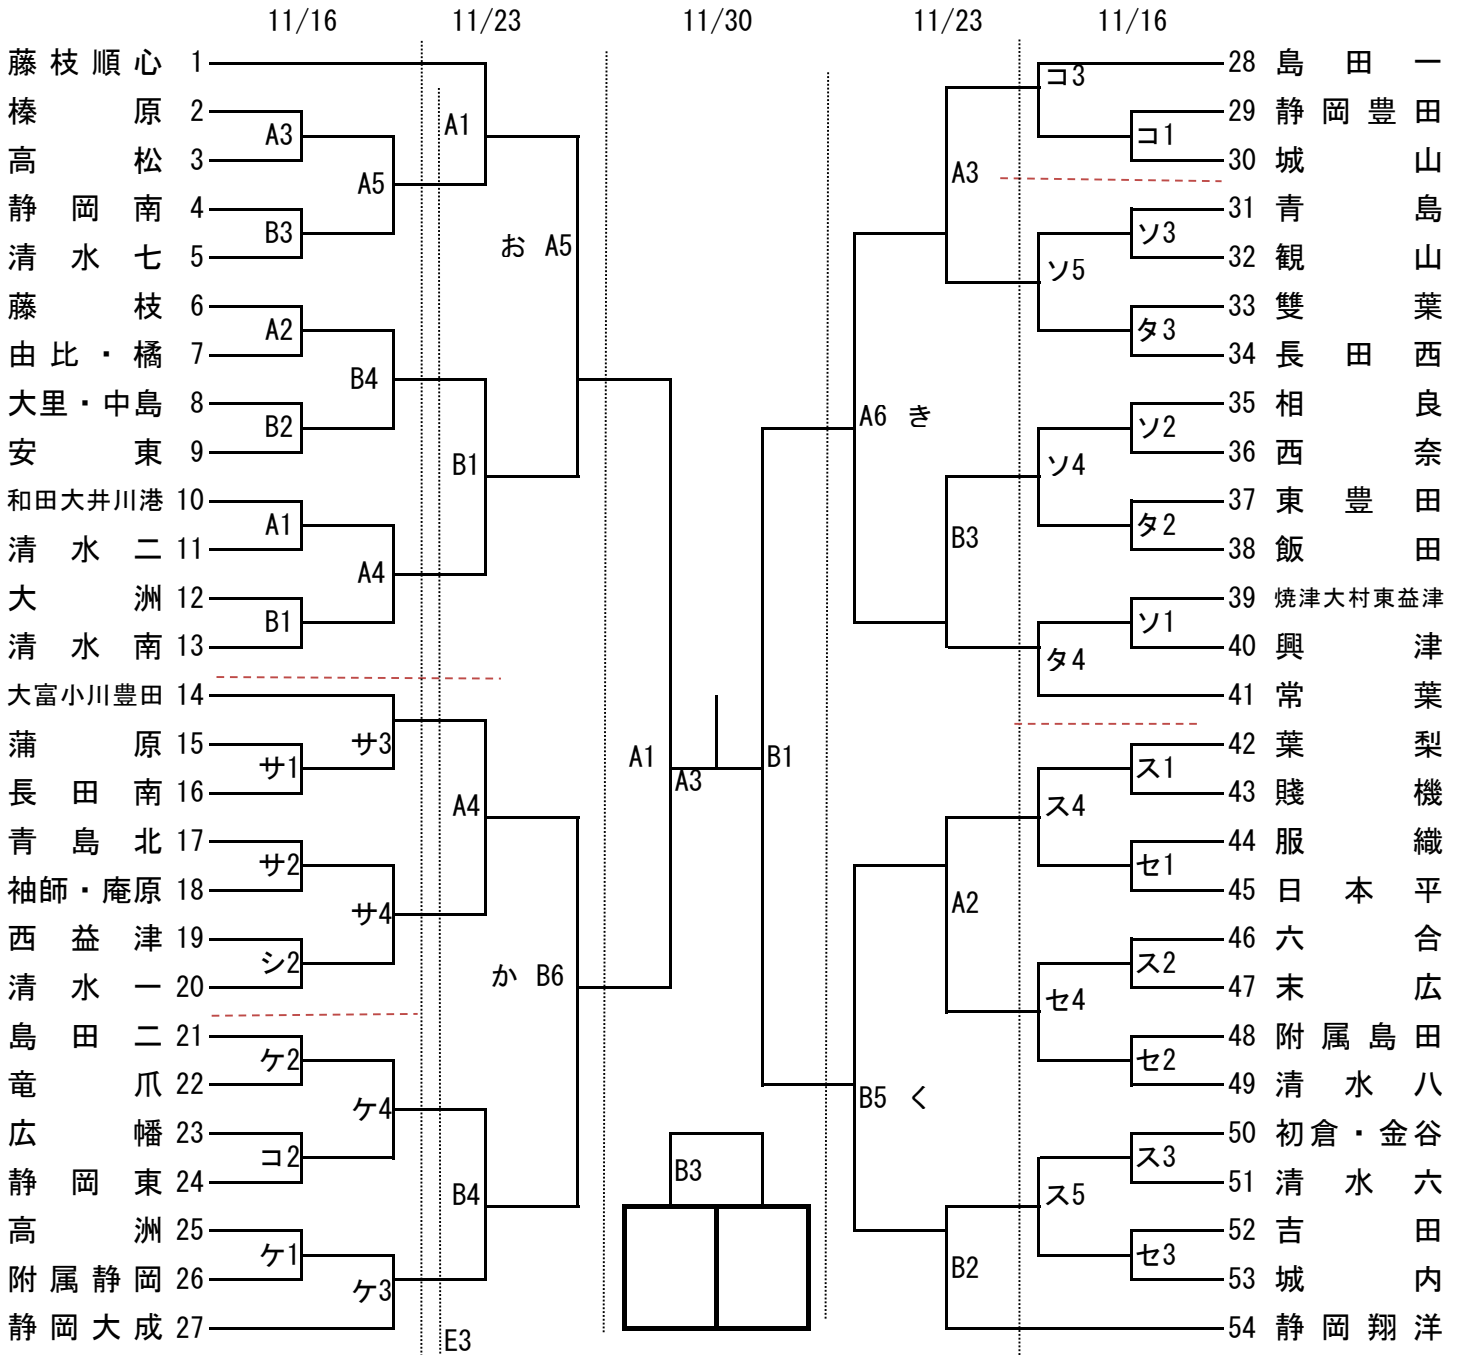 11/16 11/23 11/30 11/23 11/16
藤枝順心 1
榛原 2
高松 3
静岡南 4
清水七 5
藤枝 6
由比・橘 7
大里・中島 8
安東 9
和田大井川港 10
清水二 11
大洲 12
清水南 13
大富小川豊田 14
蒲原 15
長田南 16
青島北 17
袖師・庵原 18
西益津 19
清水一 20
島田二 21
竜爪 22
広幡 23
静岡東 24
高洲 25
附属静岡 26
静岡大成 27
A3
B3
A2
B2
A1
B1
サ1
サ2
シ2
ケ2
コ2
ケ1
A5
B4
A4
サ3
サ4
ケ4
ケ3
A1
B1
A4
B4
E3
お A5
か B6
A1
A3
B1
B3
A6 き
B5 く
A3
B3
A2
B2
コ3
ソ5
ソ4
タ4
ス4
セ4
ス5
コ1
ソ3
タ3
ソ2
タ2
ソ1
ス1
セ1
ス2
セ2
ス3
セ3
28 島田一
29 静岡豊田
30 城山
31 青島
32 観山
33 雙葉
34 長田西
35 相良
36 西奈
37 東豊田
38 飯田
39 焼津大村東益津
40 興津
41 常葉
42 葉梨
43 賤機
44 服織
45 日本平
46 六合
47 末広
48 附属島田
49 清水八
50 初倉・金谷
51 清水六
52 吉田
53 城内
54 静岡翔洋